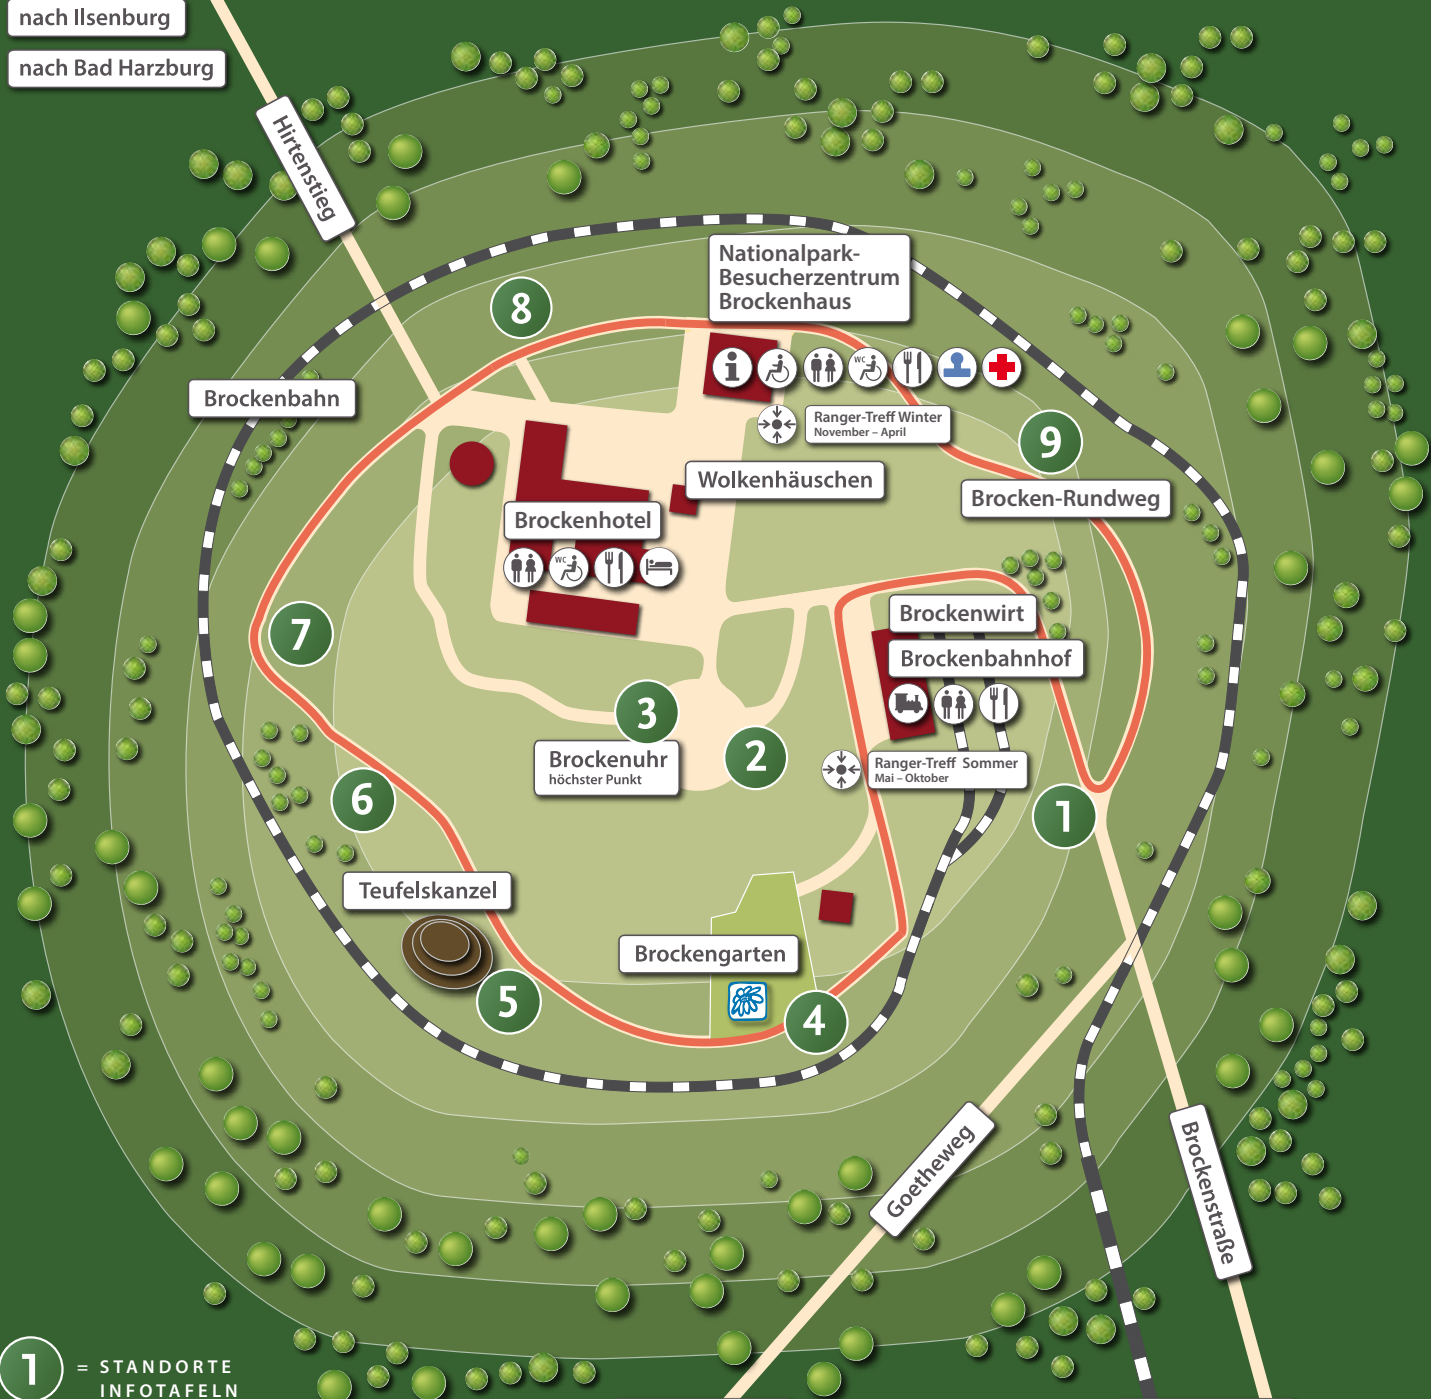 nach Ilsenburg
nach Bad Harzburg
Hirtenstieg
8
Nationalpark-
Besucherzentrum
Brockenhaus
WC
Brockenbahn
Ranger-Treff Winter
November – April
9
Wolkenhäuschen
Brocken-Rundweg
Brockenhotel
WC
Brockenwirt
7
Brockenbahnhof
3
2
Brockenuhr
höchster Punkt
Ranger-Treff Sommer
Mai – Oktober
6
1
Teufelskanzel
Brockengarten
5
4
Goetheweg
Brockenstraße
1 = STANDORTE
INFOTAFELN